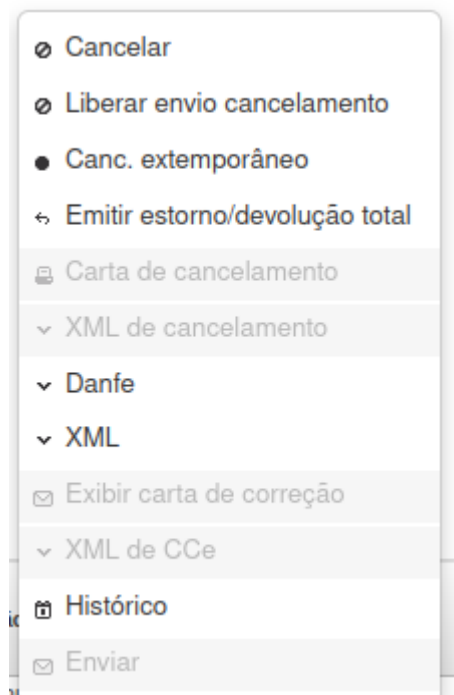 Cancelar
Liberar envio cancelamento
Canc. extemporâneo
Emitir estorno/devolução total
Carta de cancelamento
XML de cancelamento
Danfe
XML
Exibir carta de correção
XML de CCe
Histórico
Enviar